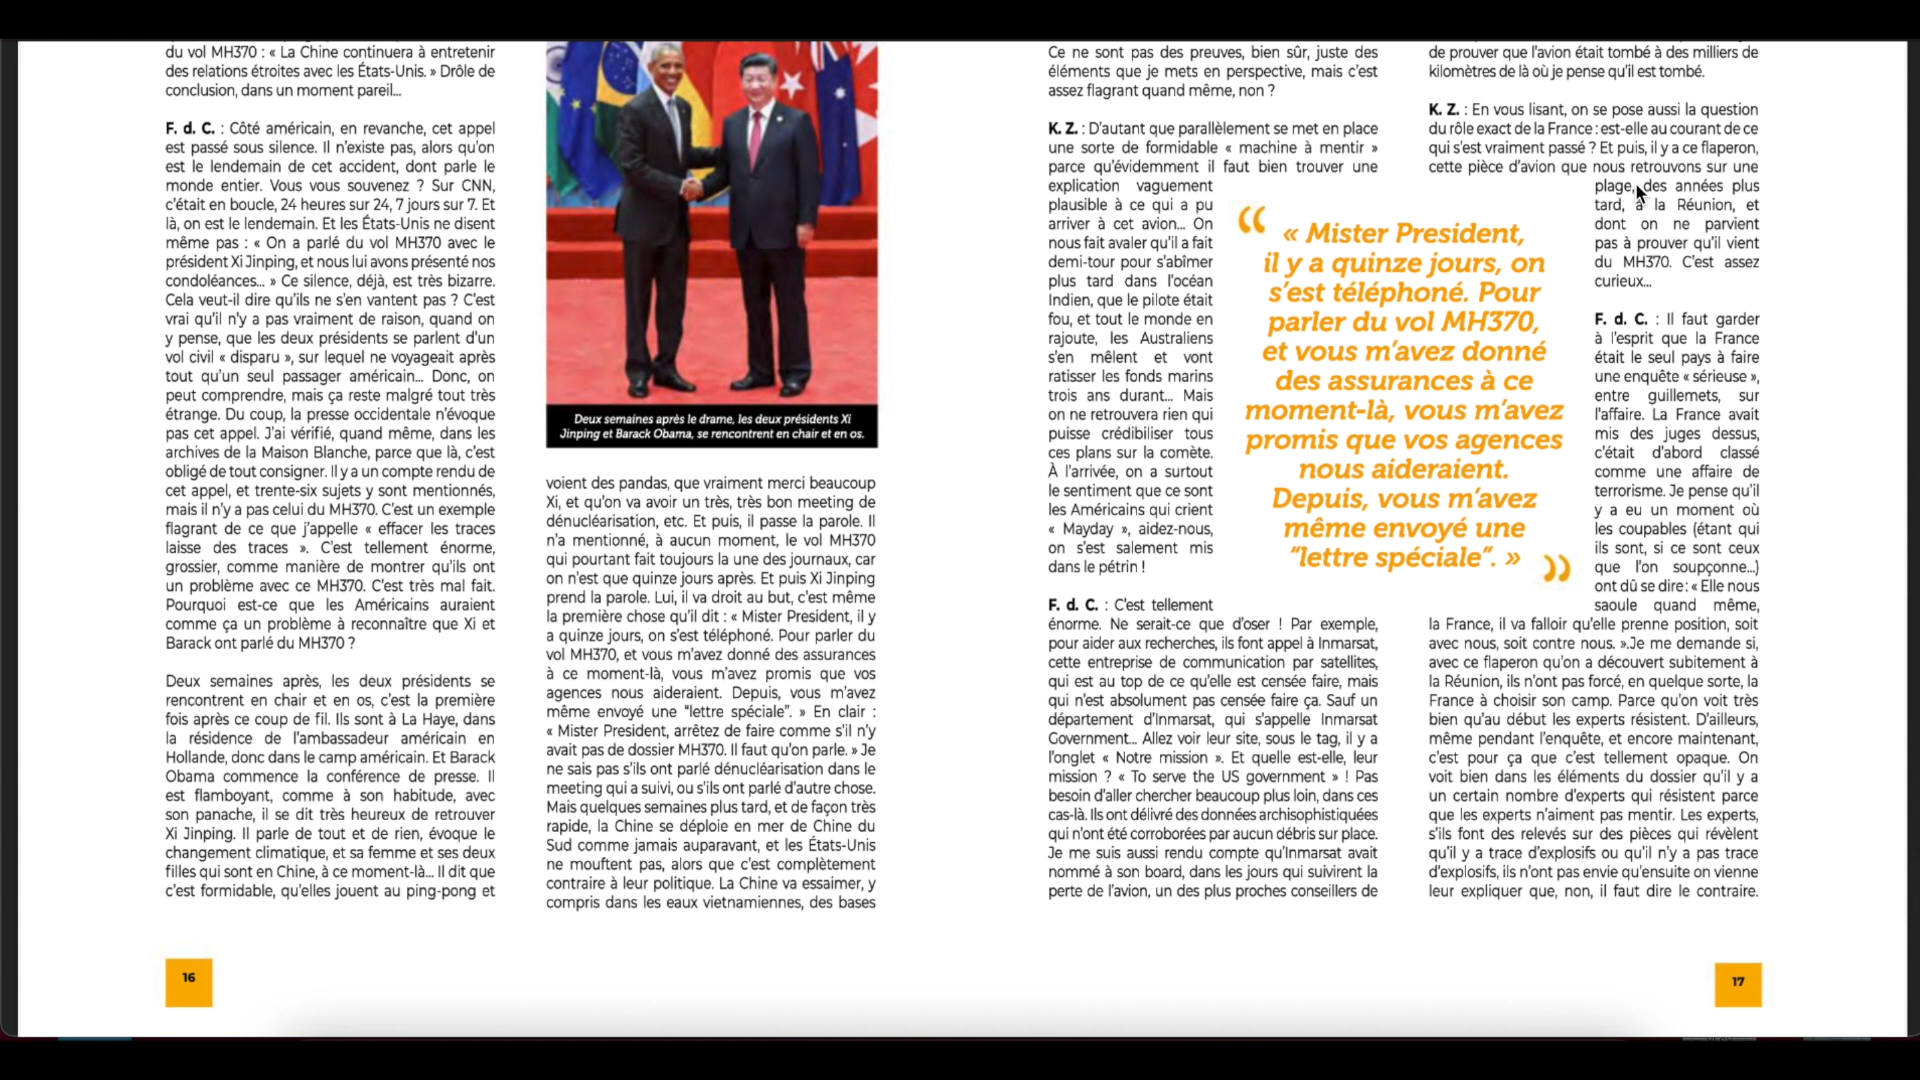 du vol MH370 : « La Chine continuera à entretenir
des relations étroites avec les États-Unis. » Drôle de
conclusion, dans un moment pareil...
F. d. C. : Côté américain, en revanche, cet appel
est passé sous silence. Il n'existe pas, alors qu'on
est le lendemain de cet accident, dont parle le
monde entier. Vous vous souvenez ? Sur CNN,
c'était en boucle, 24 heures sur 24, 7 jours sur 7. Et
là, on est le lendemain. Et les États-Unis ne disent
même pas : « On a parlé du vol MH370 avec le
président Xi Jinping, et nous lui avons présenté nos
condoléances... » Ce silence, déjà, est très bizarre.
Cela veut-il dire qu'ils ne s'en vantent pas ? C'est
vrai qu'il n'y a pas vraiment de raison, quand on
y pense, que les deux présidents se parlent d'un
vol civil « disparu », sur lequel ne voyageait après
tout qu'un seul passager américain... Donc, on
peut comprendre, mais ça reste malgré tout très
étrange. Du coup, la presse occidentale n'évoque
pas cet appel. J'ai vérifié, quand même, dans les
archives de la Maison Blanche, parce que là, c'est
obligé de tout consigner. Il y a un compte rendu de
cet appel, et trente-six sujets y sont mentionnés,
mais il n'y a pas celui du MH370. C'est un exemple
flagrant de ce que j'appelle « effacer les traces
laisse des traces ». C'est tellement énorme,
grossier, comme manière de montrer qu'ils ont
un problème avec ce MH370. C'est très mal fait.
Pourquoi est-ce que les Américains auraient
comme ça un problème à reconnaître que Xi et
Barack ont parlé du MH370 ?
Deux semaines après, les deux présidents se
rencontrent en chair et en os, c'est la première
fois après ce coup de fil. Ils sont à La Haye, dans
la résidence de l'ambassadeur américain en
Hollande, donc dans le camp américain. Et Barack
Obama commence la conférence de presse. Il
est flamboyant, comme à son habitude, avec
son panache, il se dit très heureux de retrouver
Xi Jinping. Il parle de tout et de rien, évoque le
changement climatique, et sa femme et ses deux
filles qui sont en Chine, à ce moment-là... Il dit que
c'est formidable, qu'elles jouent au ping-pong et
Deux semaines après le drame, les deux présidents Xi
Jinping et Barack Obama, se rencontrent en chair et en os.
voient des pandas, que vraiment merci beaucoup
Xi, et qu'on va avoir un très, très bon meeting de
dénucléarisation, etc. Et puis, il passe la parole. Il
n'a mentionné, à aucun moment, le vol MH370
qui pourtant fait toujours la une des journaux, car
on n'est que quinze jours après. Et puis Xi Jinping
prend la parole. Lui, il va droit au but, c'est même
la première chose qu'il dit : « Mister President, il y
a quinze jours, on s'est téléphoné. Pour parler du
vol MH370, et vous m'avez donné des assurances
à ce moment-là, vous m'avez promis que vos
agences nous aideraient. Depuis, vous m'avez
même envoyé une “lettre spéciale”. » En clair :
« Mister President, arrêtez de faire comme s'il n'y
avait pas de dossier MH370. Il faut qu'on parle. » Je
ne sais pas s'ils ont parlé dénucléarisation dans le
meeting qui a suivi, ou s'ils ont parlé d'autre chose.
Mais quelques semaines plus tard, et de façon très
rapide, la Chine se déploie en mer de Chine du
Sud comme jamais auparavant, et les États-Unis
ne mouftent pas, alors que c'est complètement
contraire à leur politique. La Chine va essaimer, y
compris dans les eaux vietnamiennes, des bases
16
Ce ne sont pas des preuves, bien sûr, juste des
éléments que je mets en perspective, mais c'est
assez flagrant quand même, non ?
K. Z. : D'autant que parallèlement se met en place
une sorte de formidable « machine à mentir »
parce qu'évidemment il faut bien trouver une
explication vaguement
plausible à ce qui a pu
arriver à cet avion... On
nous fait avaler qu'il a fait
demi-tour pour s'abîmer
plus tard dans l'océan
Indien, que le pilote était
fou, et tout le monde en
rajoute, les Australiens
s'en mêlent et vont
ratisser les fonds marins
trois ans durant... Mais
on ne retrouvera rien qui
puisse crédibiliser tous
ces plans sur la comète.
À l'arrivée, on a surtout
le sentiment que ce sont
les Américains qui crient
« Mayday », aidez-nous,
on s'est salement mis
dans le pétrin !
F. d. C. : C'est tellement
énorme. Ne serait-ce que d'oser ! Par exemple,
pour aider aux recherches, ils font appel à Inmarsat,
cette entreprise de communication par satellites,
qui est au top de ce qu'elle est censée faire, mais
qui n'est absolument pas censée faire ça. Sauf un
département d'Inmarsat, qui s'appelle Inmarsat
Government... Allez voir leur site, sous le tag, il y a
l'onglet « Notre mission ». Et quelle est-elle, leur
mission ? « To serve the US government » ! Pas
besoin d'aller chercher beaucoup plus loin, dans ces
cas-là. Ils ont délivré des données archisophistiquées
qui n'ont été corroborées par aucun débris sur place.
Je me suis aussi rendu compte qu'Inmarsat avait
nommé à son board, dans les jours qui suivirent la
perte de l'avion, un des plus proches conseillers de
“ « Mister President,
il y a quinze jours, on
s'est téléphoné. Pour
parler du vol MH370,
et vous m'avez donné
des assurances à ce
moment-là, vous m'avez
promis que vos agences
nous aideraient.
Depuis, vous m'avez
même envoyé une
“lettre spéciale”. » ”
de prouver que l'avion était tombé à des milliers de
kilomètres de là où je pense qu'il est tombé.
K. Z. : En vous lisant, on se pose aussi la question
du rôle exact de la France : est-elle au courant de ce
qui s'est vraiment passé ? Et puis, il y a ce flaperon,
cette pièce d'avion que nous retrouvons sur une
plage, des années plus
tard, à la Réunion, et
dont on ne parvient
pas à prouver qu'il vient
du MH370. C'est assez
curieux...
F. d. C. : Il faut garder
à l'esprit que la France
était le seul pays à faire
une enquête « sérieuse »,
entre guillemets, sur
l'affaire. La France avait
mis des juges dessus,
c'était d'abord classé
comme une affaire de
terrorisme. Je pense qu'il
y a eu un moment où
les coupables (étant qui
ils sont, si ce sont ceux
que l'on soupçonne...)
ont dû se dire : « Elle nous
saoule quand même,
la France, il va falloir qu'elle prenne position, soit
avec nous, soit contre nous. ».Je me demande si,
avec ce flaperon qu'on a découvert subitement à
la Réunion, ils n'ont pas forcé, en quelque sorte, la
France à choisir son camp. Parce qu'on voit très
bien qu'au début les experts résistent. D'ailleurs,
même pendant l'enquête, et encore maintenant,
c'est pour ça que c'est tellement opaque. On
voit bien dans les éléments du dossier qu'il y a
un certain nombre d'experts qui résistent parce
que les experts n'aiment pas mentir. Les experts,
s'ils font des relevés sur des pièces qui révèlent
qu'il y a trace d'explosifs ou qu'il n'y a pas trace
d'explosifs, ils n'ont pas envie qu'ensuite on vienne
leur expliquer que, non, il faut dire le contraire.
17